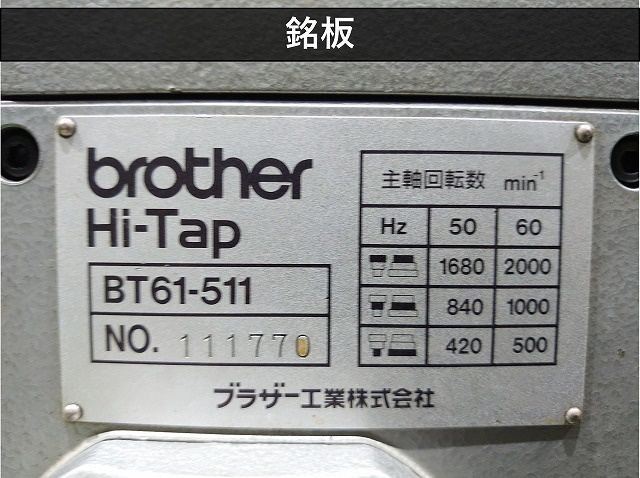 銘板
brother
Hi-Tap
BT61-511
NO. 111770
主軸回転数 min⁻¹
Hz 50 60
1680 2000
840 1000
420 500
ブラザー工業株式会社